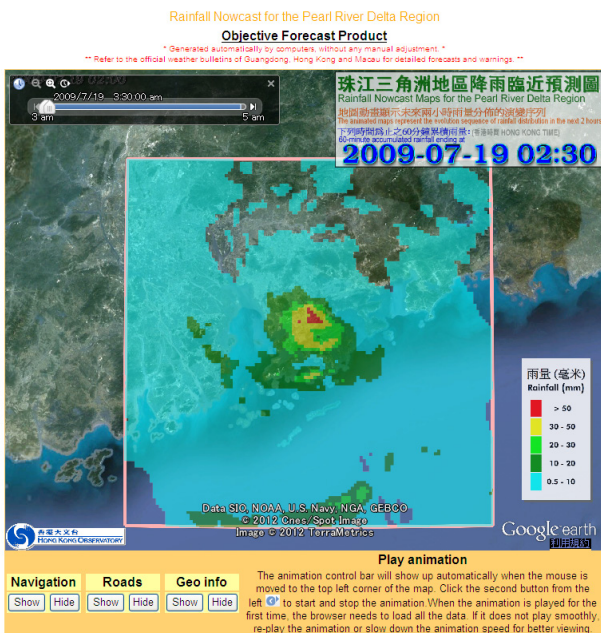 Rainfall Nowcast for the Pearl River Delta Region
Objective Forecast Product
* Generated automatically by computers, without any manual adjustment. *
** Refer to the official weather bulletins of Guangdong, Hong Kong and Macau for detailed forecasts and warnings. **
2009/7/19 3:30:00 am
3 am
5 am
珠江三角洲地區降雨臨近預測圖
Rainfall Nowcast Maps for the Pearl River Delta Region
地圖動畫顯示未來兩小時雨量分佈的演變序列
The animated maps represent the evolution sequence of rainfall distribution in the next 2 hours
下列時間為止之60分鐘累積雨量:(香港時間 HONG KONG TIME)
60-minute accumulated rainfall ending at
2009-07-19 02:30
雨量 (毫米)
Rainfall (mm)
> 50
30 - 50
20 - 30
10 - 20
0.5 - 10
Data SIO, NOAA, U.S. Navy, NGA, GEBCO
© 2012 Cnes/Spot Image
Image © 2012 TerraMetrics
香港天文台
HONG KONG OBSERVATORY
Google earth
利用規約
Navigation
Show Hide
Roads
Show Hide
Geo info
Show Hide
Play animation
The animation control bar will show up automatically when the mouse is
moved to the top left corner of the map. Click the second button from the
left to start and stop the animation.When the animation is played for the
first time, the browser needs to load all the data. If it does not play smoothly,
re-play the animation or slow down the animation speed for better viewing.